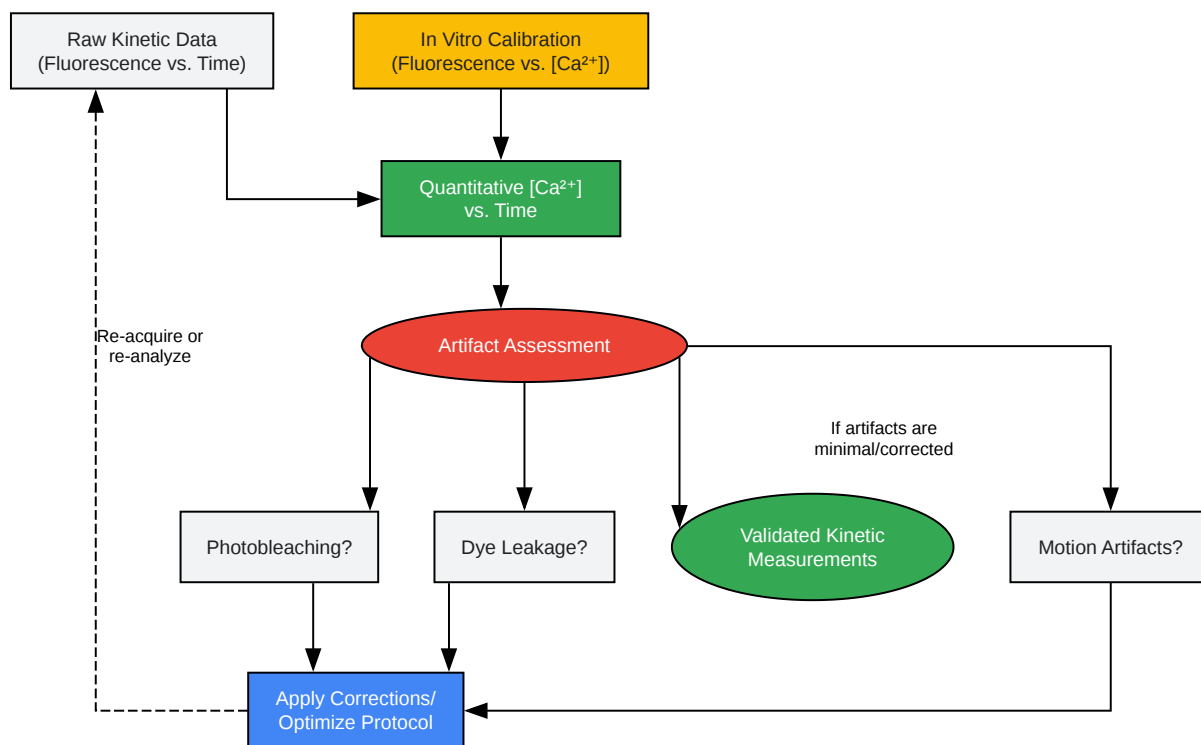 Raw Kinetic Data
(Fluorescence vs. Time)
In Vitro Calibration
(Fluorescence vs. [Ca²⁺])
Quantitative [Ca²⁺]
vs. Time
Artifact Assessment
Re-acquire or
re-analyze
If artifacts are
minimal/corrected
Photobleaching?
Dye Leakage?
Validated Kinetic
Measurements
Motion Artifacts?
Apply Corrections/
Optimize Protocol